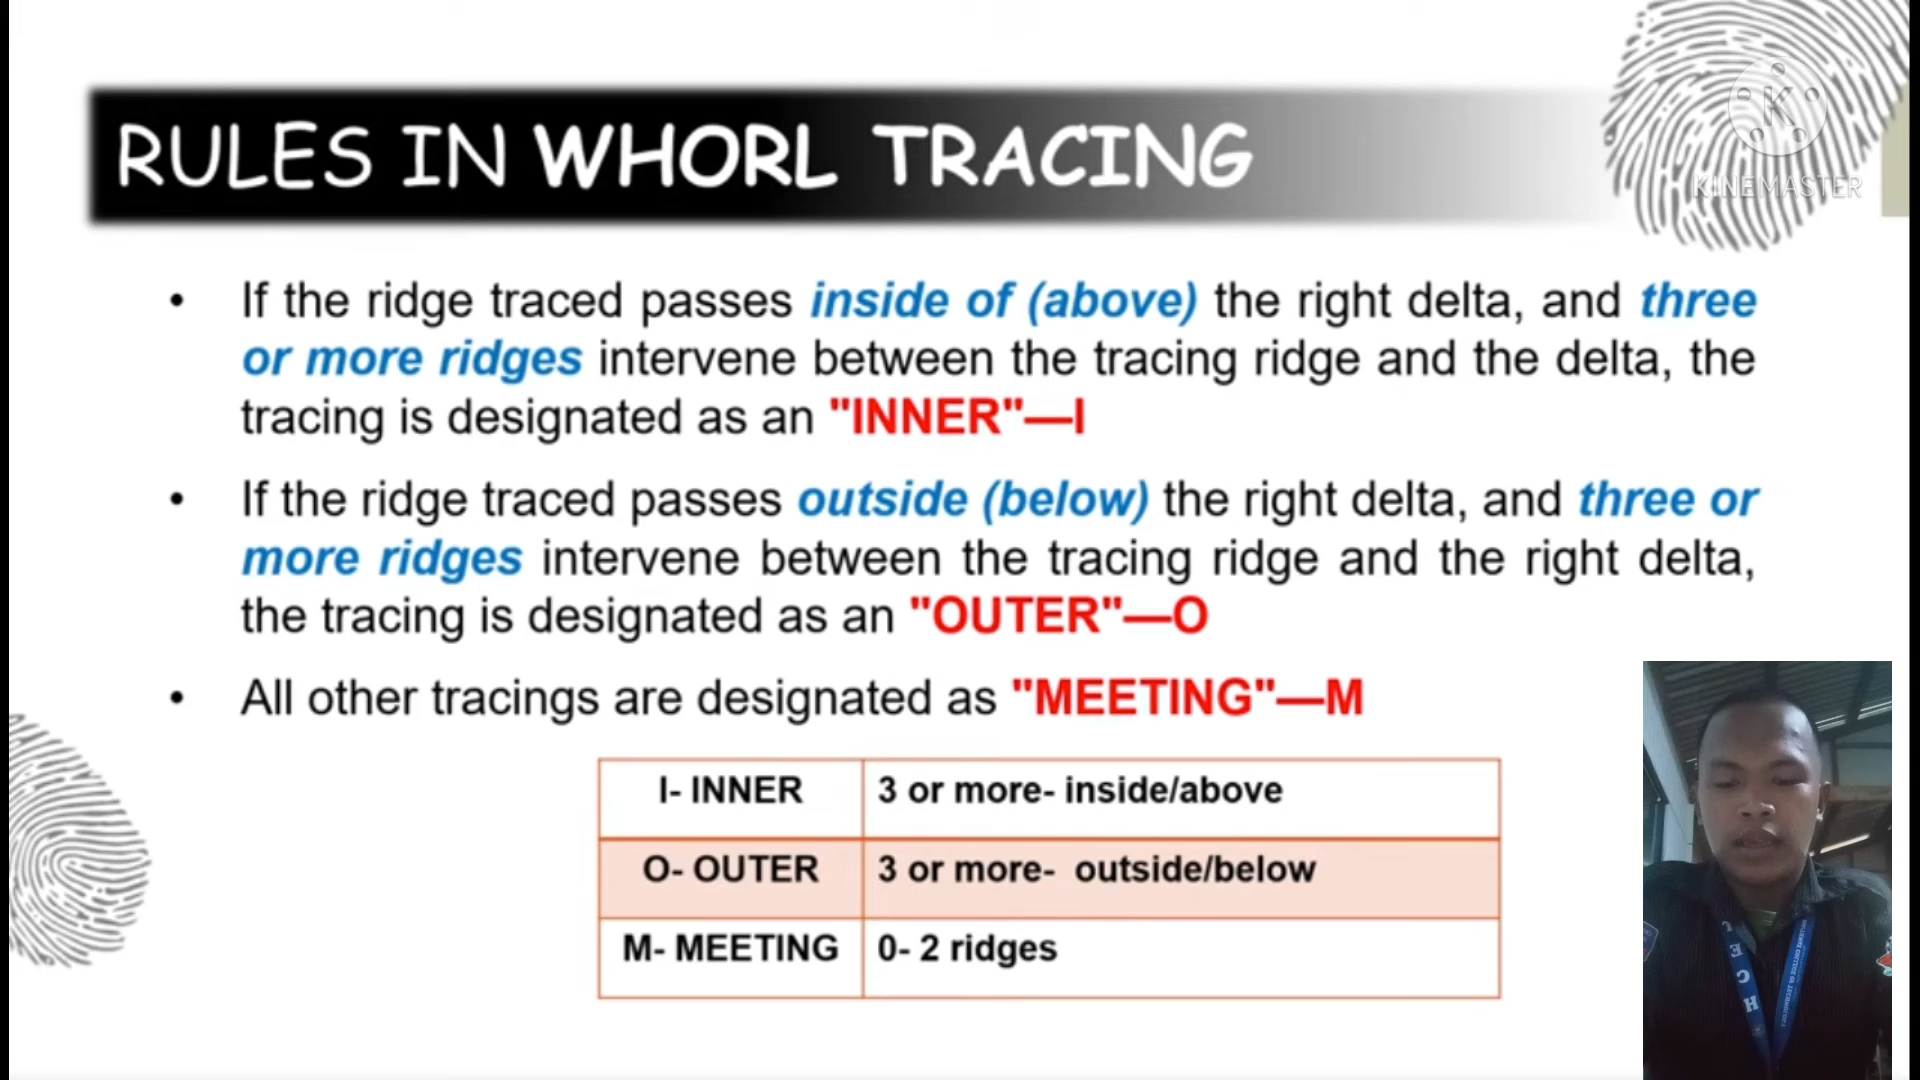 RULES IN WHORL TRACING
KINEMASTER
• If the ridge traced passes inside of (above) the right delta, and three
or more ridges intervene between the tracing ridge and the delta, the
tracing is designated as an "INNER"—I
• If the ridge traced passes outside (below) the right delta, and three or
more ridges intervene between the tracing ridge and the right delta,
the tracing is designated as an "OUTER"—O
• All other tracings are designated as "MEETING"—M
I- INNER 3 or more- inside/above
O- OUTER 3 or more- outside/below
M- MEETING 0- 2 ridges